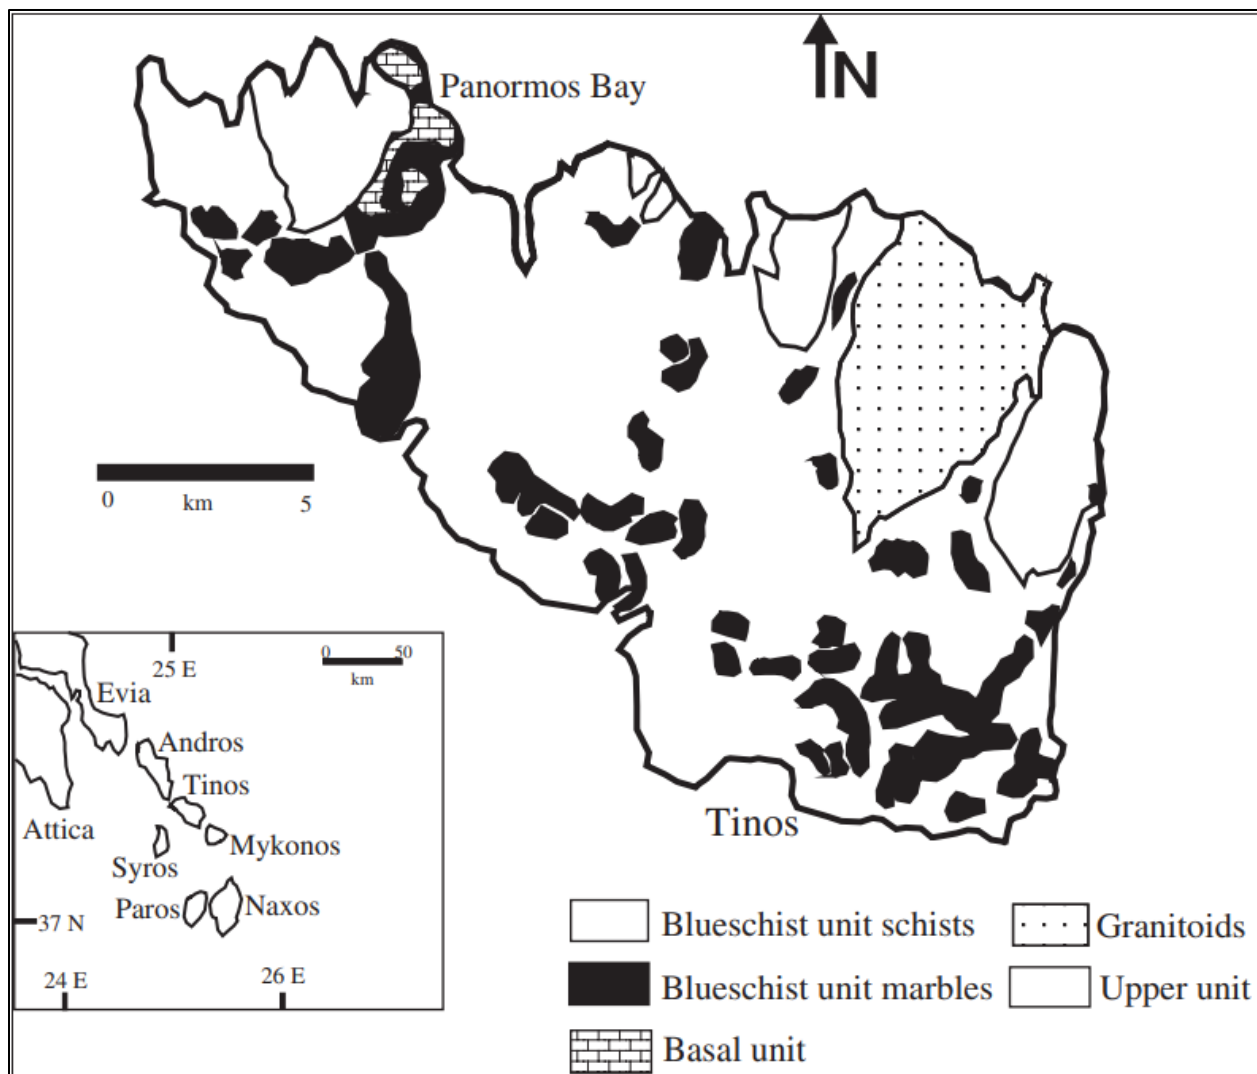 N
Panormos Bay
0 km 5
25 E
0 50
km
Evia
Andros
Tinos
Attica
Mykonos
Syros
Paros
Naxos
37 N
24 E
26 E
Tinos
Blueschist unit schists
Granitoids
Blueschist unit marbles
Upper unit
Basal unit